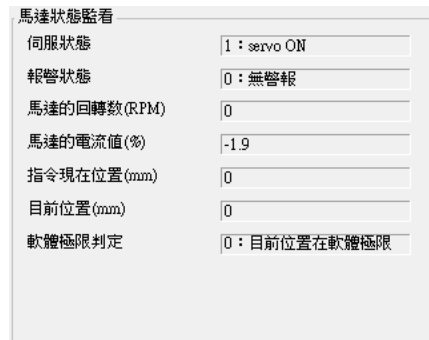 馬達狀態監看
伺服狀態 1：servo ON
報警狀態 0：無警報
馬達的回轉数(RPM) 0
馬達的電流值(%) -1.9
指令現在位置(mm) 0
目前位置(mm) 0
軟體極限判定 0：目前位置在軟體極限